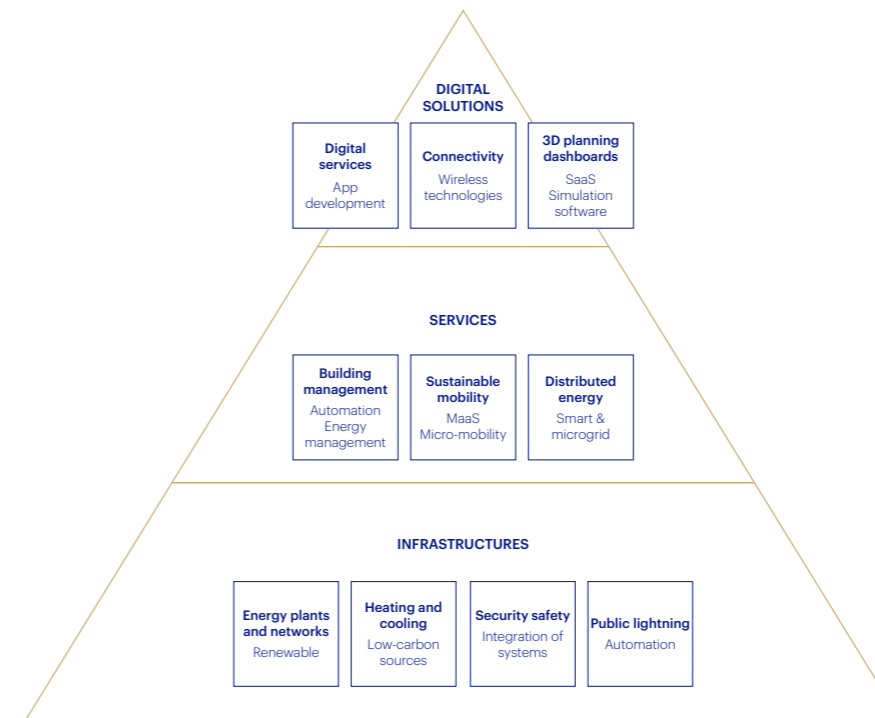 DIGITAL
SOLUTIONS
Digital
services
App
development
Connectivity
Wireless
technologies
3D planning
dashboards
SaaS
Simulation
software
SERVICES
Building
management
Automation
Energy
management
Sustainable
mobility
MaaS
Micro-mobility
Distributed
energy
Smart &
microgrid
INFRASTRUCTURES
Energy plants
and networks
Renewable
Heating and
cooling
Low-carbon
sources
Security safety
Integration of
systems
Public lightning
Automation